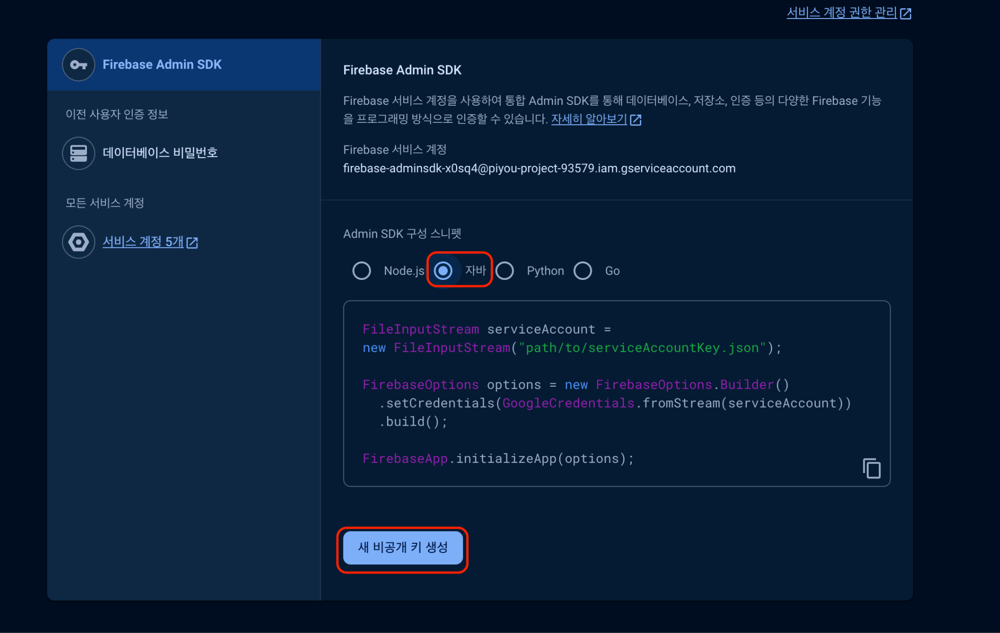 서비스 계정 권한 관리
Firebase Admin SDK
이전 사용자 인증 정보
데이터베이스 비밀번호
모든 서비스 계정
서비스 계정 5개
Firebase Admin SDK
Firebase 서비스 계정을 사용하여 통합 Admin SDK를 통해 데이터베이스, 저장소, 인증 등의 다양한 Firebase 기능
을 프로그래밍 방식으로 인증할 수 있습니다. 자세히 알아보기
Firebase 서비스 계정
firebase-adminsdk-x0sq4@piyou-project-93579.iam.gserviceaccount.com
Admin SDK 구성 스니펫
Node.js 자바 Python Go
FileInputStream serviceAccount =
new FileInputStream("path/to/serviceAccountKey.json");
FirebaseOptions options = new FirebaseOptions.Builder()
.setCredentials(GoogleCredentials.fromStream(serviceAccount))
.build();
FirebaseApp.initializeApp(options);
새 비공개 키 생성